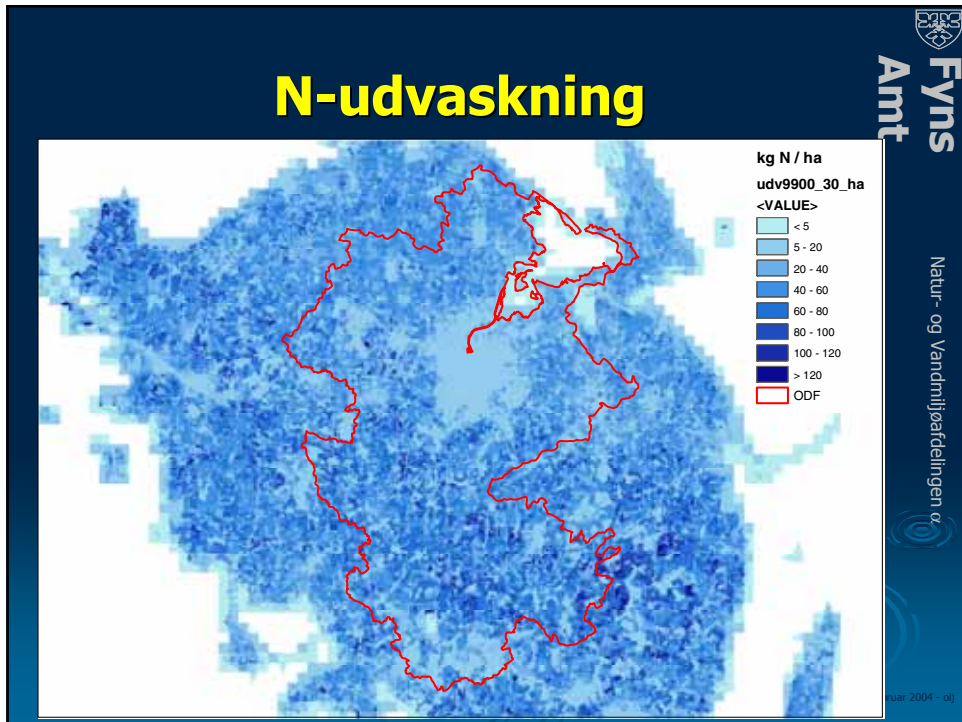 N-udvaskning
Fyns
Amt
kg N / ha
udv9900_30_ha
<VALUE>
< 5
5 - 20
20 - 40
40 - 60
60 - 80
80 - 100
100 - 120
> 120
ODF
Natur- og Vandmiljøafdelingen α
2004 - olj